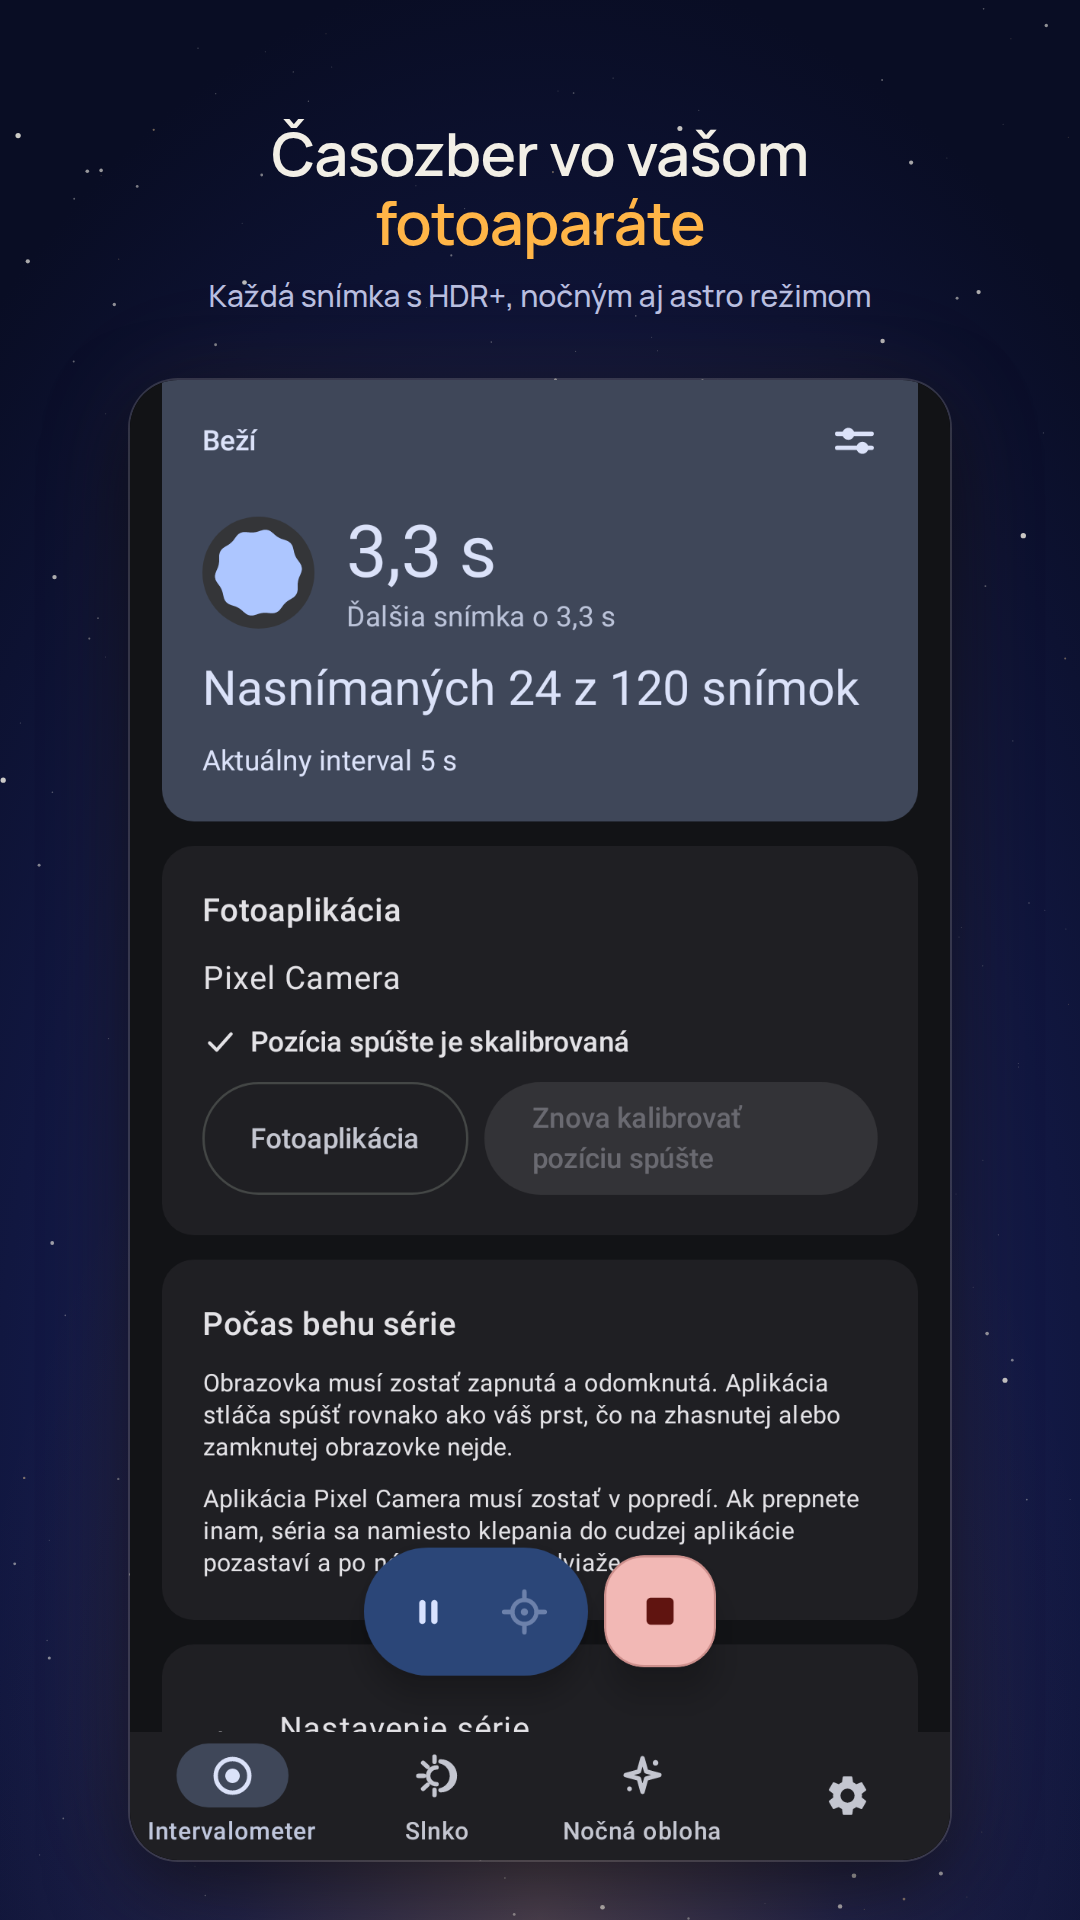 Časozber vo vašom
fotoaparáte
Každá snímka s HDR+, nočným aj astro režimom
Beží
3,3 s
Ďalšia snímka o 3,3 s
Nasnímaných 24 z 120 snímok
Aktuálny interval 5 s
Fotoaplikácia
Pixel Camera
Pozícia spúšte je skalibrovaná
Fotoaplikácia
Znova kalibrovať
pozíciu spúšte
Počas behu série
Obrazovka musí zostať zapnutá a odomknutá. Aplikácia
stláča spúšť rovnako ako váš prst, čo na zhasnutej alebo
zamknutej obrazovke nejde.
Aplikácia Pixel Camera musí zostať v popredí. Ak prepnete
inam, séria sa namiesto klepania do cudzej aplikácie
pozastaví a po
Nastavenie série
Intervalometer
Slnko
Nočná obloha